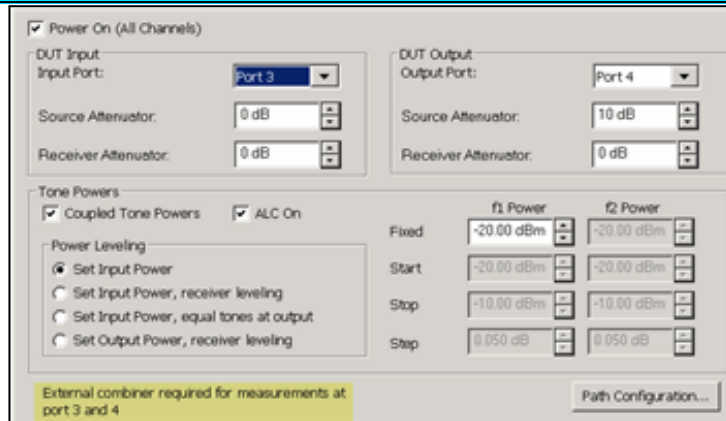 Power On (All Channels)
DUT Input
Input Port: Port 3
Source Attenuator: 0 dB
Receiver Attenuator: 0 dB
DUT Output
Output Port: Port 4
Source Attenuator: 10 dB
Receiver Attenuator: 0 dB
Tone Powers
Coupled Tone Powers ALC On
Power Leveling
Set Input Power
Set Input Power, receiver leveling
Set Input Power, equal tones at output
Set Output Power, receiver leveling
f1 Power f2 Power
Fixed -20.00 dBm -20.00 dBm
Start -20.00 dBm -20.00 dBm
Stop -10.00 dBm -10.00 dBm
Step 0.050 dB 0.050 dB
External combiner required for measurements at
port 3 and 4
Path Configuration...